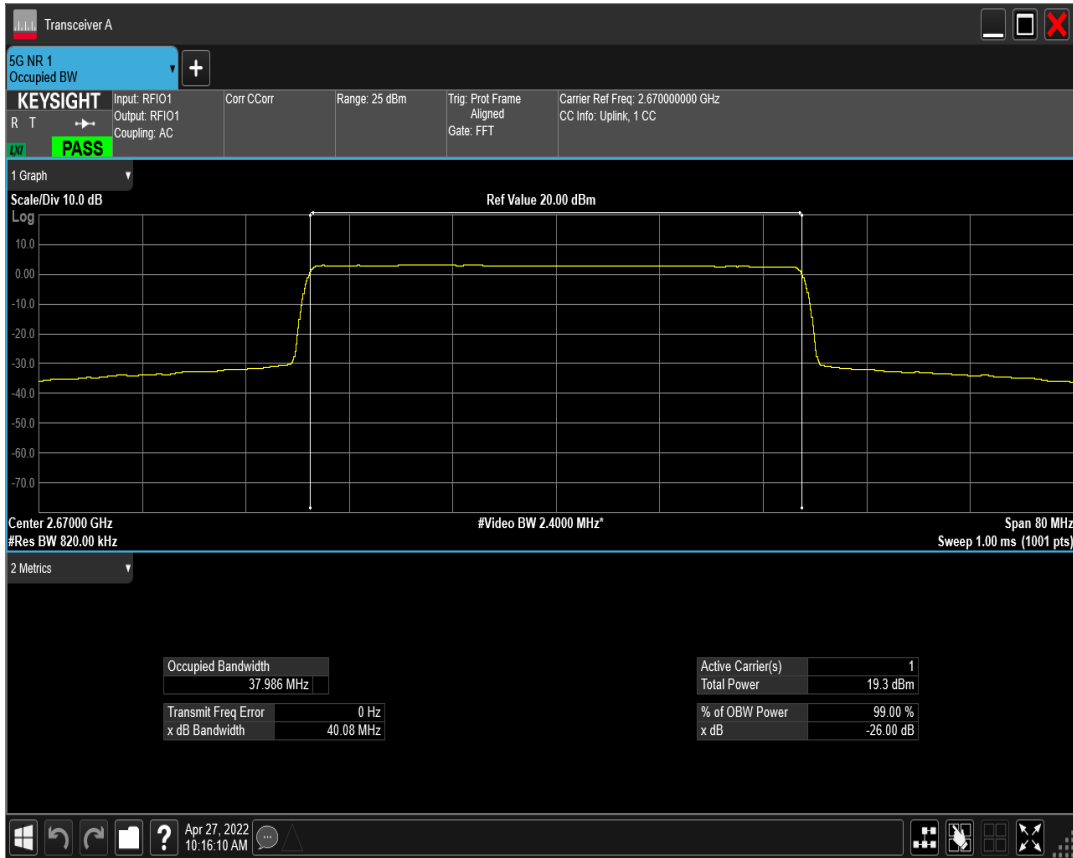 Transceiver A
5G NR 1
Occupied BW
+
KEYSIGHT
R T
LXI
PASS
Input: RFIO1
Output: RFIO1
Coupling: AC
Corr CCorr
Range: 25 dBm
Trig: Prot Frame
Aligned
Gate: FFT
Carrier Ref Freq: 2.670000000 GHz
CC Info: Uplink, 1 CC
1 Graph
Scale/Div 10.0 dB
Ref Value 20.00 dBm
Log
10.0
0.00
-10.0
-20.0
-30.0
-40.0
-50.0
-60.0
-70.0
Center 2.67000 GHz
#Video BW 2.4000 MHz*
Span 80 MHz
#Res BW 820.00 kHz
Sweep 1.00 ms (1001 pts)
2 Metrics
Occupied Bandwidth
37.986 MHz
Transmit Freq Error 0 Hz
x dB Bandwidth 40.08 MHz
Active Carrier(s) 1
Total Power 19.3 dBm
% of OBW Power 99.00 %
x dB -26.00 dB
?
Apr 27, 2022
10:16:10 AM